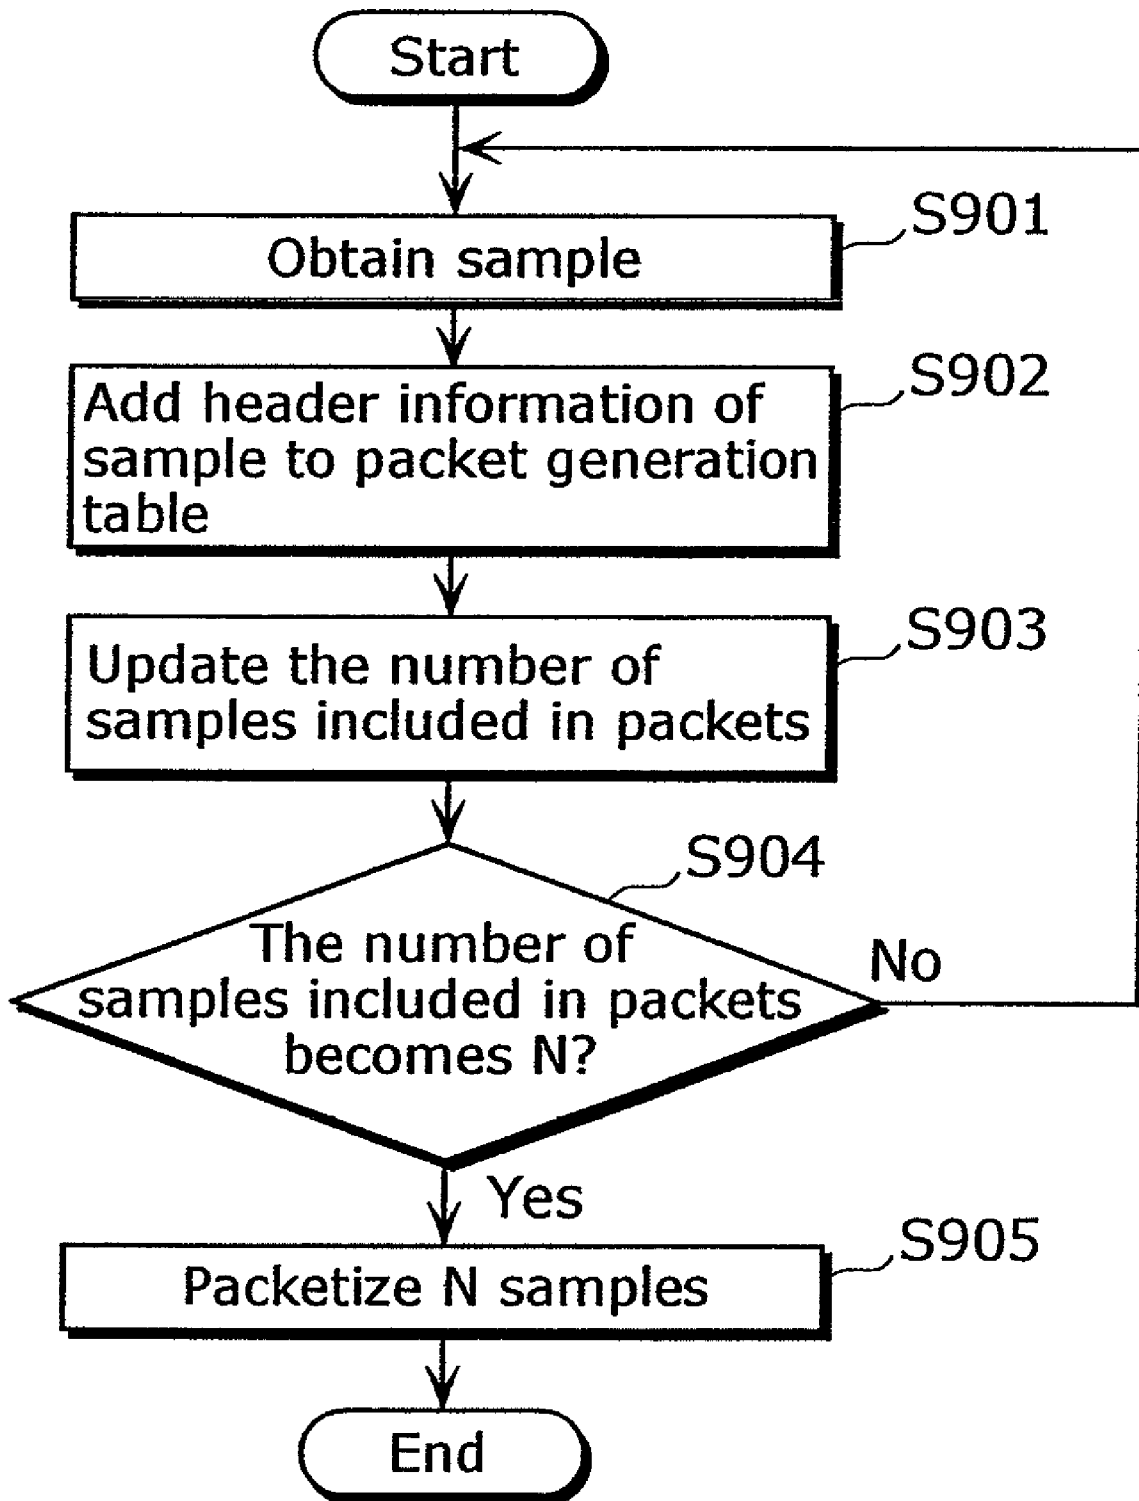 Start
S901
Obtain sample
S902
Add header information of
sample to packet generation
table
S903
Update the number of
samples included in packets
S904
The number of
samples included in packets
becomes N?
No
Yes
S905
Packetize N samples
End